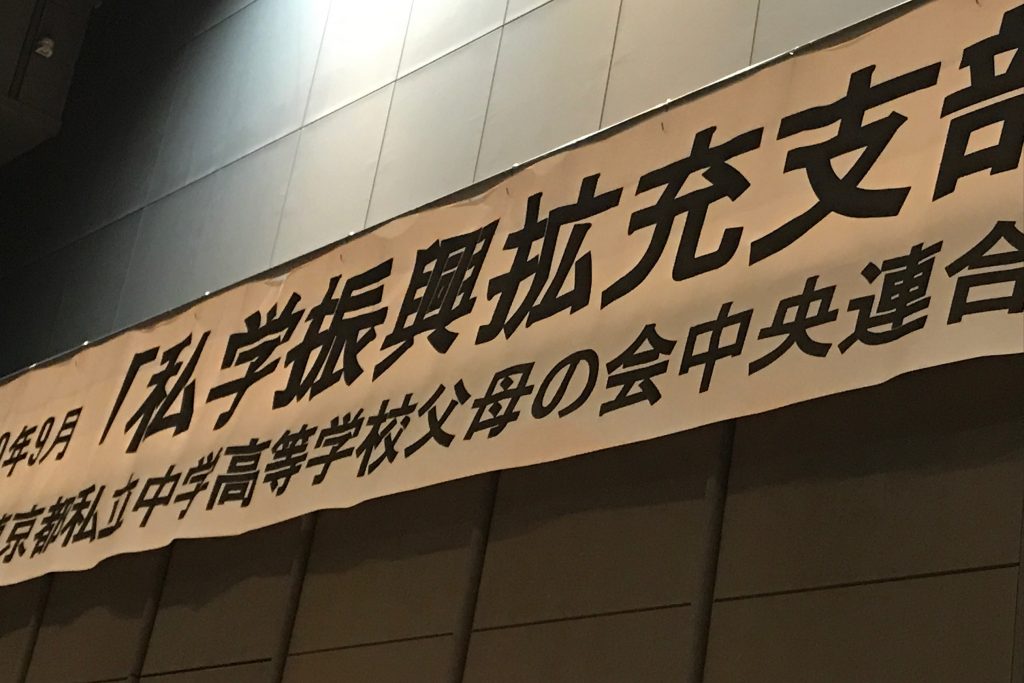 年9月「私学振興拡充支部
京都私立中学高等学校父母の会中央連合